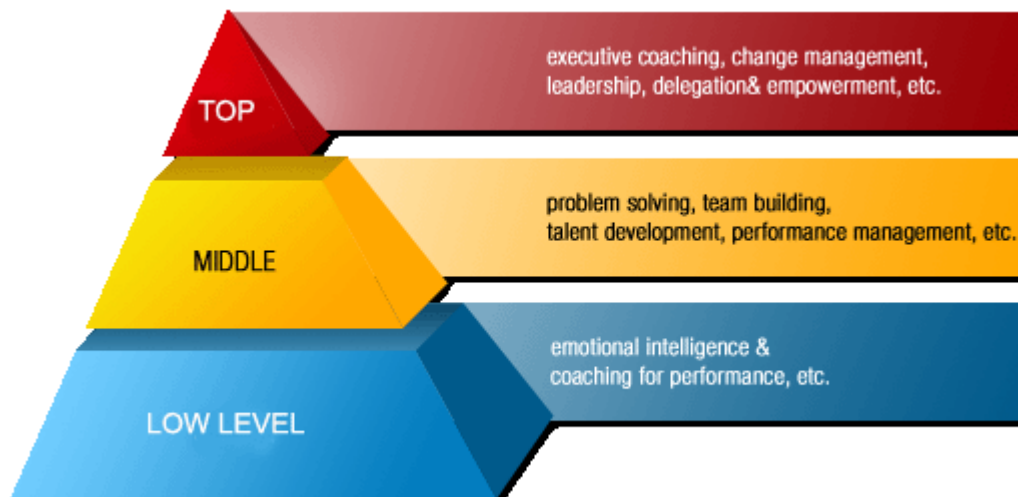 TOP
executive coaching, change management,
leadership, delegation& empowerment, etc.
MIDDLE
problem solving, team building,
talent development, performance management, etc.
LOW LEVEL
emotional intelligence &
coaching for performance, etc.